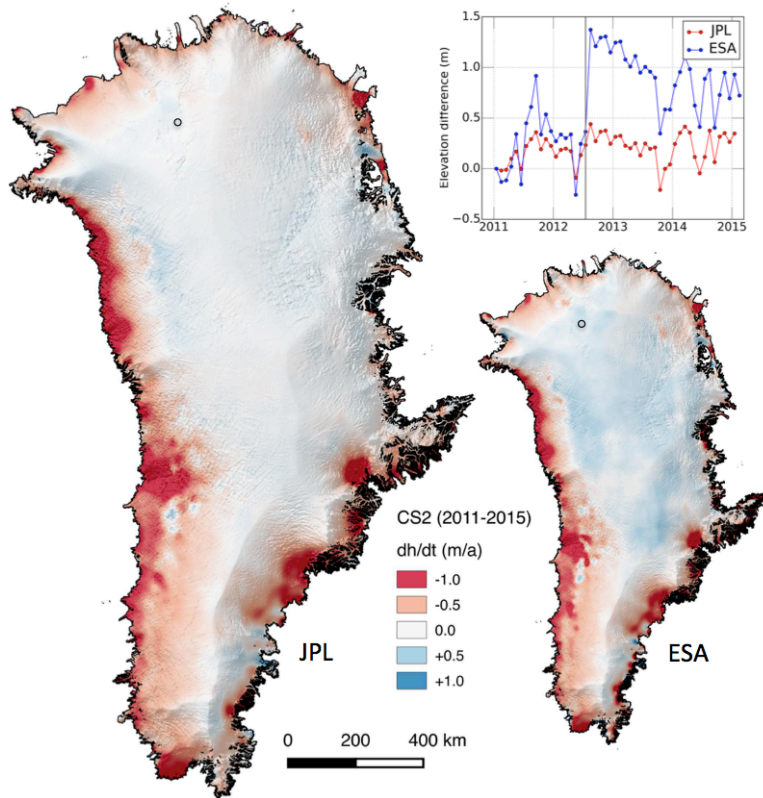 1.5
1.0
0.5
0.0
−0.5
Elevation difference (m)
JPL
ESA
2011 2012 2013 2014 2015
CS2 (2011-2015)
dh/dt (m/a)
-1.0
-0.5
0.0
+0.5
+1.0
JPL
ESA
0 200 400 km